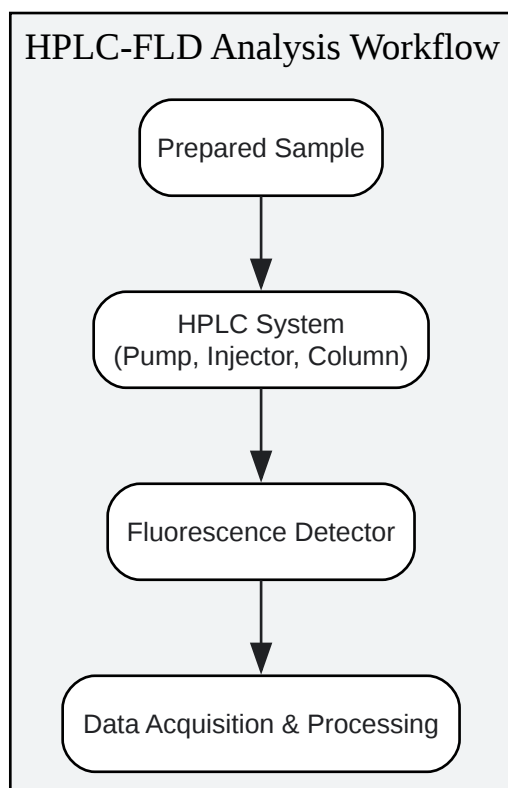 HPLC-FLD Analysis Workflow
Prepared Sample
HPLC System
(Pump, Injector, Column)
Fluorescence Detector
Data Acquisition & Processing